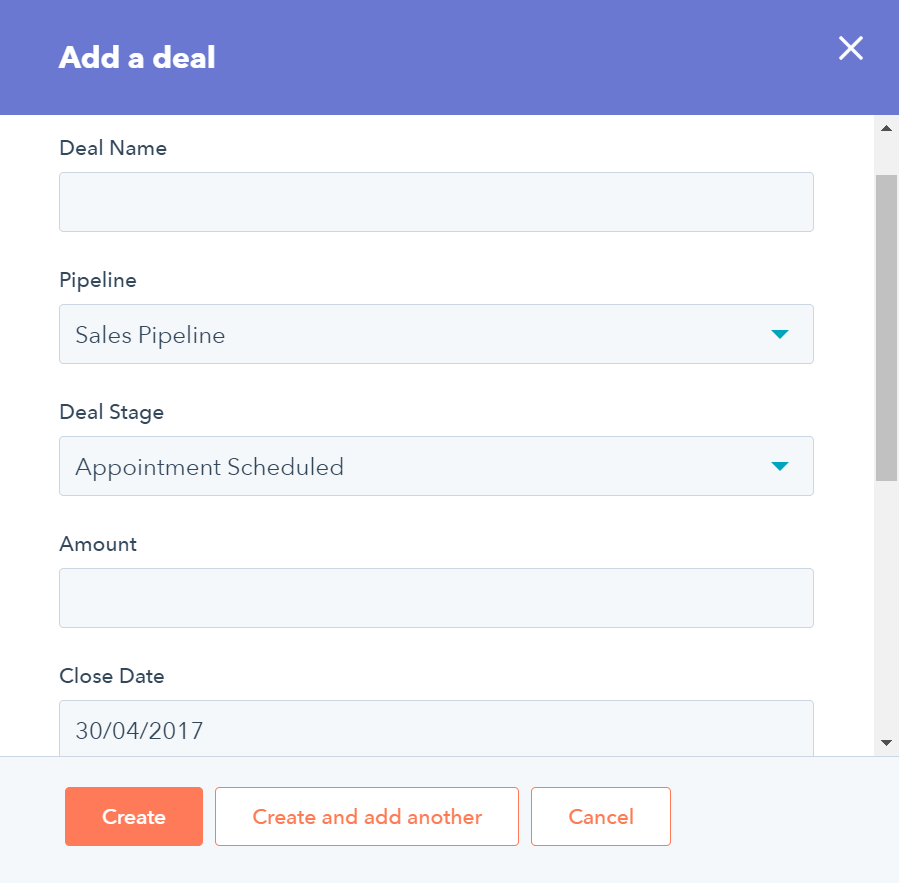 Add a deal
Deal Name
Pipeline
Sales Pipeline
Deal Stage
Appointment Scheduled
Amount
Close Date
30/04/2017
Create
Create and add another
Cancel